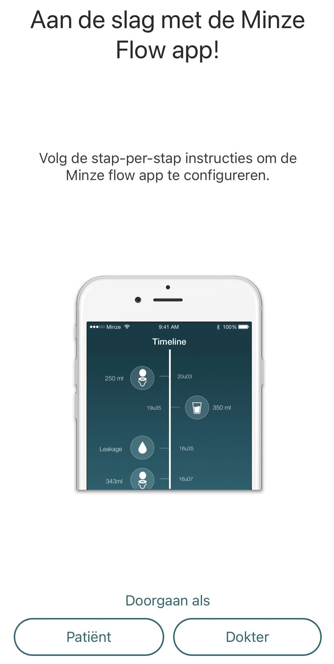 Aan de slag met de Minze
Flow app!
Volg de stap-per-stap instructies om de
Minze flow app te configureren.
Minze 9:41 AM 100%
Timeline
250 ml 20u03
19u35 350 ml
Leakage 16u25
343ml 16u07
Doorgaan als
Patiënt Dokter